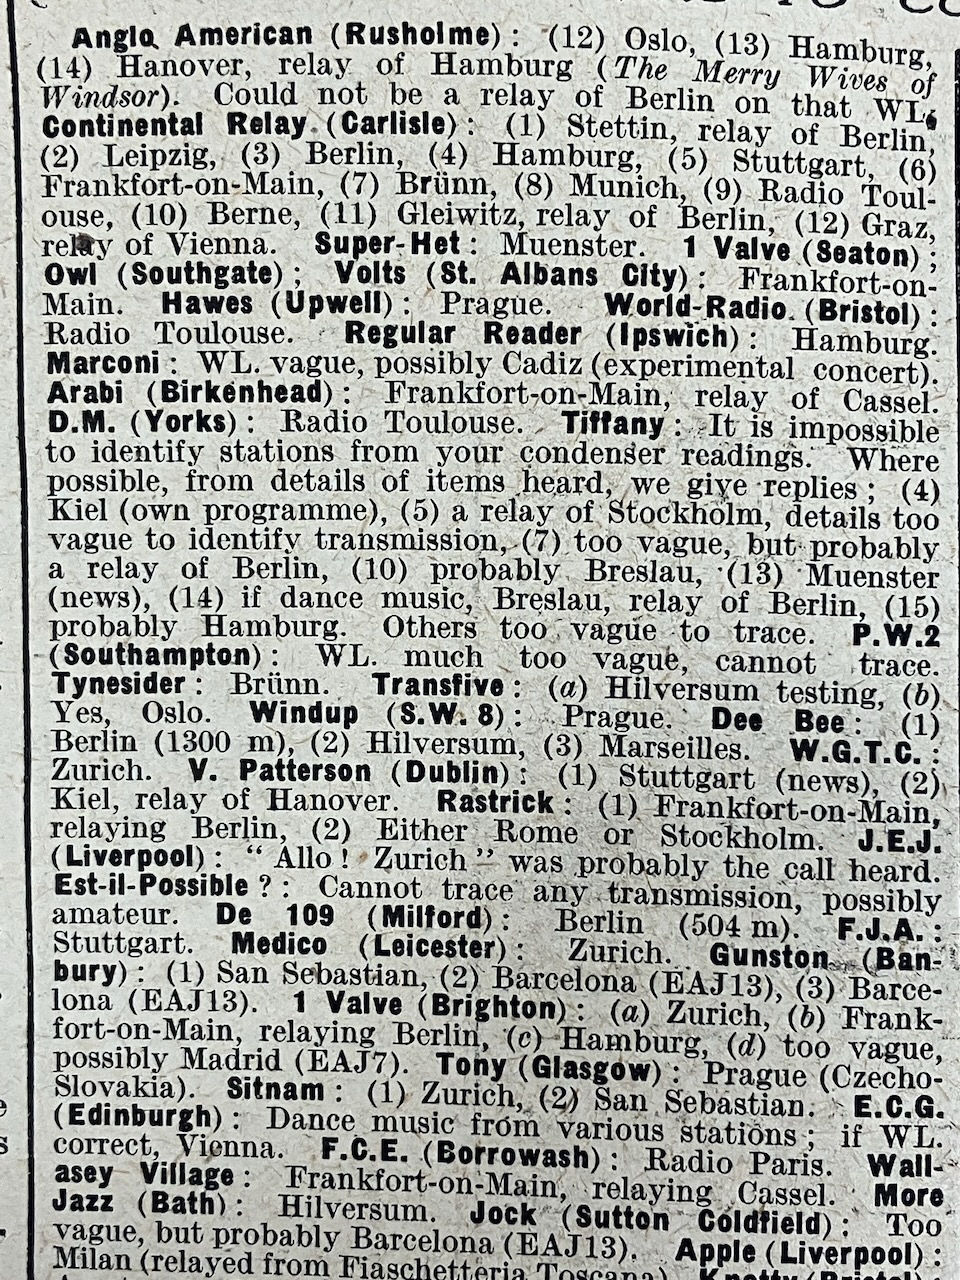 Anglo American (Rusholme): (12) Oslo, (13) Hamburg,
(14) Hanover, relay of Hamburg (The Merry Wives of
Windsor). Could not be a relay of Berlin on that WL.
Continental Relay (Carlisle): (1) Stettin, relay of Berlin,
(2) Leipzig, (3) Berlin, (4) Hamburg, (5) Stuttgart, (6)
Frankfort-on-Main, (7) Brünn, (8) Munich, (9) Radio Toul-
ouse, (10) Berne, (11) Gleiwitz, relay of Berlin, (12) Graz,
relay of Vienna. Super-Het: Muenster. 1 Valve (Seaton);
Owl (Southgate); Volts (St. Albans City): Frankfort-on-
Main. Hawes (Upwell): Prague. World-Radio (Bristol):
Radio Toulouse. Regular Reader (Ipswich): Hamburg.
Marconi: WL. vague, possibly Cadiz (experimental concert).
Arabi (Birkenhead): Frankfort-on-Main, relay of Cassel.
D.M. (Yorks): Radio Toulouse. Tiffany: It is impossible
to identify stations from your condenser readings. Where
possible, from details of items heard, we give replies; (4)
Kiel (own programme), (5) a relay of Stockholm, details too
vague to identify transmission, (7) too vague, but probably
a relay of Berlin, (10) probably Breslau, (13) Muenster
(news), (14) if dance music, Breslau, relay of Berlin, (15)
probably Hamburg. Others too vague to trace. P.W.2
(Southampton): WL. much too vague, cannot trace.
Tynesider: Brünn. Transfive: (a) Hilversum testing, (b)
Yes, Oslo. Windup (S.W. 8): Prague. Dee Bee: (1)
Berlin (1300 m), (2) Hilversum, (3) Marseilles. W.G.T.C.:
Zurich. V. Patterson (Dublin): (1) Stuttgart (news), (2)
Kiel, relay of Hanover. Rastrick: (1) Frankfort-on-Main,
relaying Berlin, (2) Either Rome or Stockholm. J.E.J.
(Liverpool): "Allo! Zurich" was probably the call heard.
Est-il-Possible?: Cannot trace any transmission, possibly
amateur. De 109 (Milford): Berlin (504 m). F.J.A.:
Stuttgart. Medico (Leicester): Zurich. Gunston (Ban-
bury): (1) San Sebastian, (2) Barcelona (EAJ13), (3) Barce-
lona (EAJ13). 1 Valve (Brighton): (a) Zurich, (b) Frank-
fort-on-Main, relaying Berlin, (c) Hamburg, (d) too vague,
possibly Madrid (EAJ7). Tony (Glasgow): Prague (Czecho-
Slovakia). Sitnam: (1) Zurich, (2) San Sebastian. E.C.G.
(Edinburgh): Dance music from various stations; if WL.
correct, Vienna. F.C.E. (Borrowash): Radio Paris. Wall-
asey Village: Frankfort-on-Main, relaying Cassel. More
Jazz (Bath): Hilversum. Jock (Sutton Coldfield): Too
vague, but probably Barcelona (EAJ13). Apple (Liverpool):
Milan (relayed from Fiaschetteria Toscana)